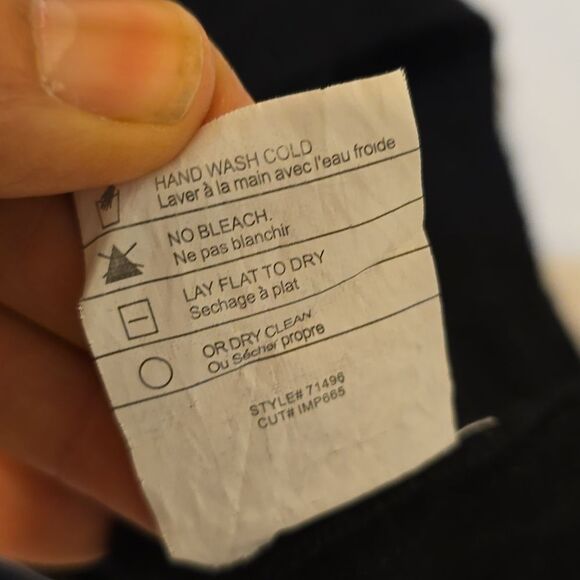 HAND WASH COLD
Laver à la main avec l'eau froide
NO BLEACH.
Ne pas blanchir
LAY FLAT TO DRY
Sechage à plat
OR DRY CLEAN
Ou Sécher propre
STYLE# 71496
CUT# IMP665